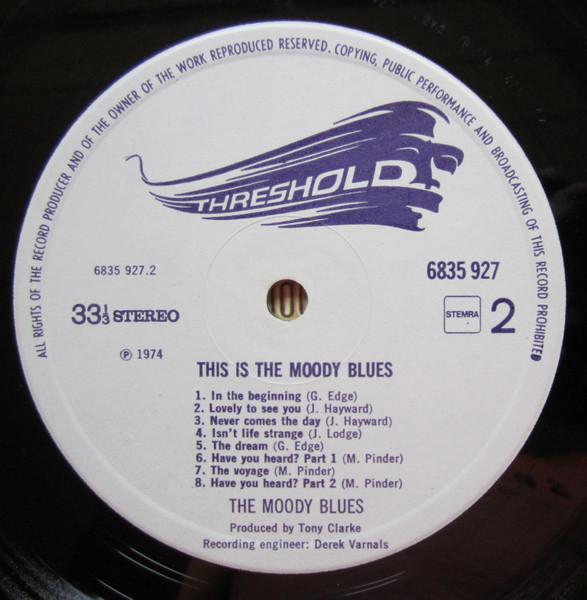 ALL RIGHTS OF THE RECORD PRODUCER AND OF THE OWNER OF THE WORK REPRODUCED RESERVED. COPYING, PUBLIC PERFORMANCE AND BROADCASTING OF THIS RECORD PROHIBITED
THRESHOLD
6835 927.2
6835 927
33⅓ STEREO
STEMRA
2
℗ 1974
THIS IS THE MOODY BLUES
1. In the beginning (G. Edge)
2. Lovely to see you (J. Hayward)
3. Never comes the day (J. Hayward)
4. Isn't life strange (J. Lodge)
5. The dream (G. Edge)
6. Have you heard? Part 1 (M. Pinder)
7. The voyage (M. Pinder)
8. Have you heard? Part 2 (M. Pinder)
THE MOODY BLUES
Produced by Tony Clarke
Recording engineer: Derek Varnals